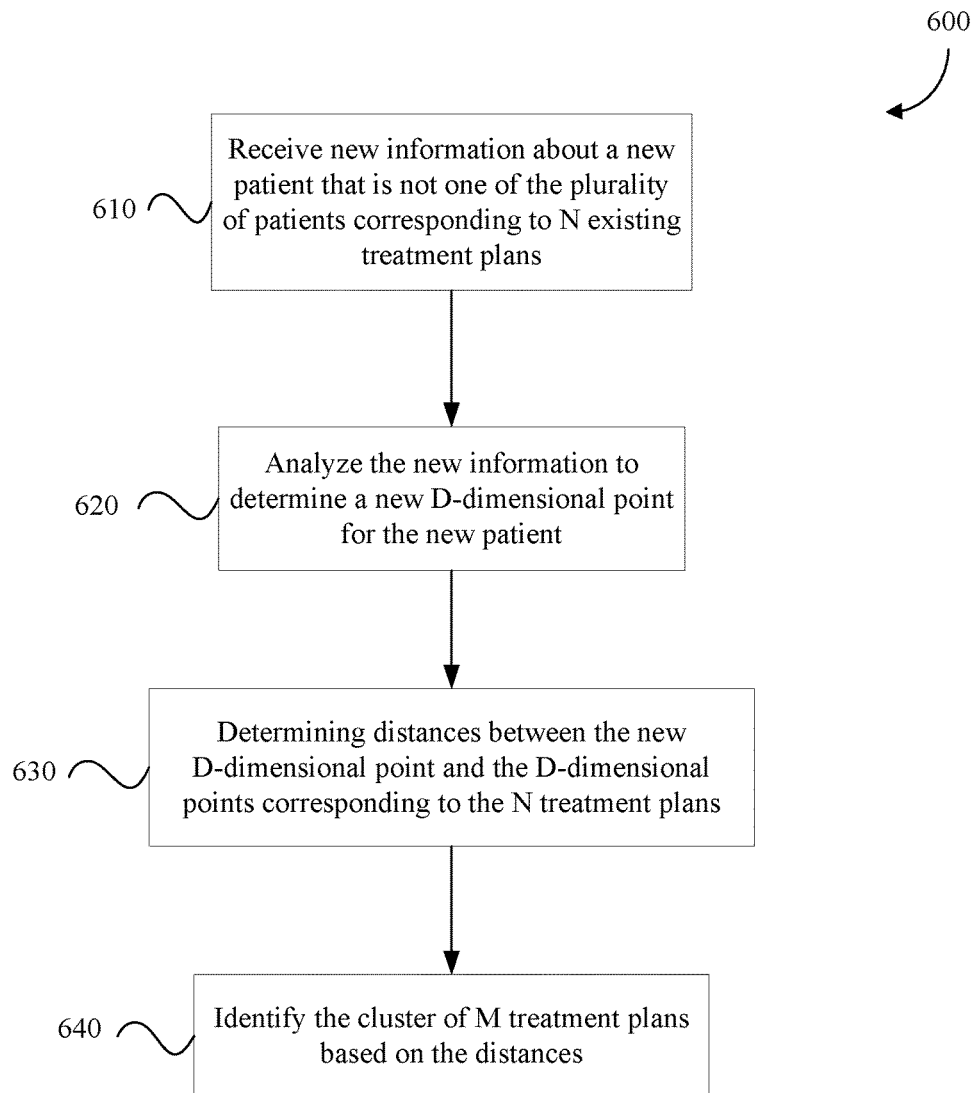 600
Receive new information about a new
patient that is not one of the plurality
of patients corresponding to N existing
treatment plans
610
Analyze the new information to
determine a new D-dimensional point
for the new patient
620
Determining distances between the new
D-dimensional point and the D-dimensional
points corresponding to the N treatment plans
630
Identify the cluster of M treatment plans
based on the distances
640